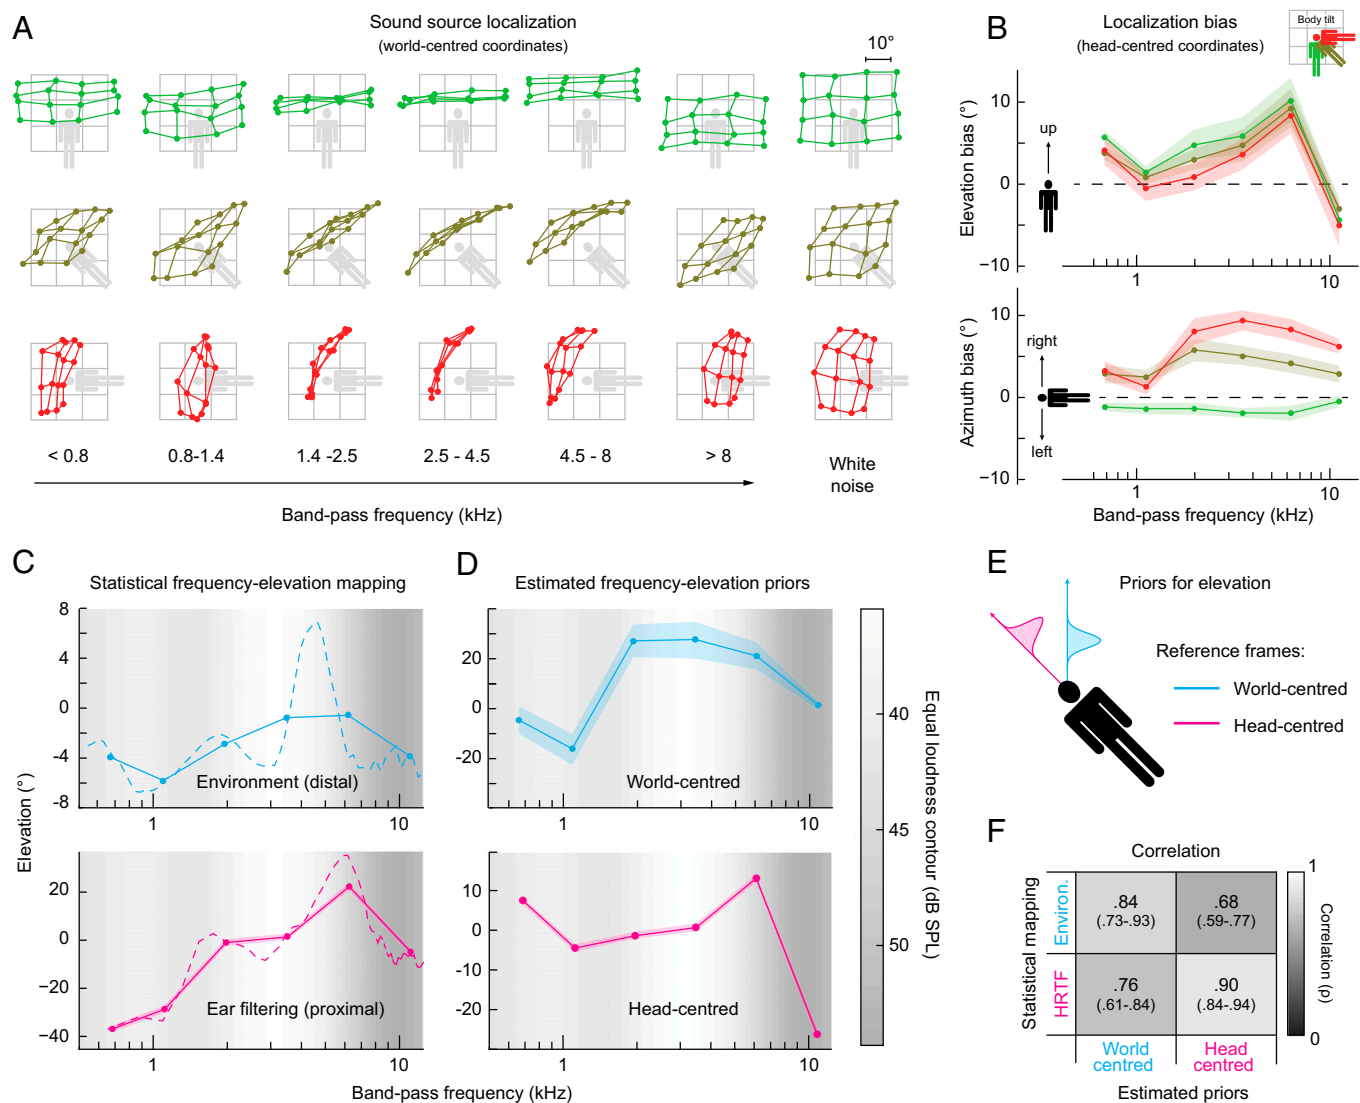 A
Sound source localization
(world-centred coordinates)
10°
< 0.8
0.8-1.4
1.4 -2.5
2.5 - 4.5
4.5 - 8
> 8
White
noise
Band-pass frequency (kHz)
B
Localization bias
(head-centred coordinates)
Body tilt
Elevation bias (°)
10
0
−10
up
1
10
Azimuth bias (°)
10
0
−10
right
left
1
10
Band-pass frequency (kHz)
C
Statistical frequency-elevation mapping
8
4
0
-4
-8
Environment (distal)
1
10
Elevation (°)
20
0
−20
−40
Ear filtering (proximal)
1
10
D
Estimated frequency-elevation priors
20
0
-20
World-centred
1
10
10
0
-10
-20
Head-centred
1
10
Band-pass frequency (kHz)
40
45
50
Equal loudness contour (dB SPL)
E
Priors for elevation
Reference frames:
World-centred
Head-centred
F
Correlation
Statistical mapping
Environ.
HRTF
.84
(.73-.93)
.68
(.59-.77)
.76
(.61-.84)
.90
(.84-.94)
World
centred
Head
centred
Estimated priors
1
0
Correlation (ρ)